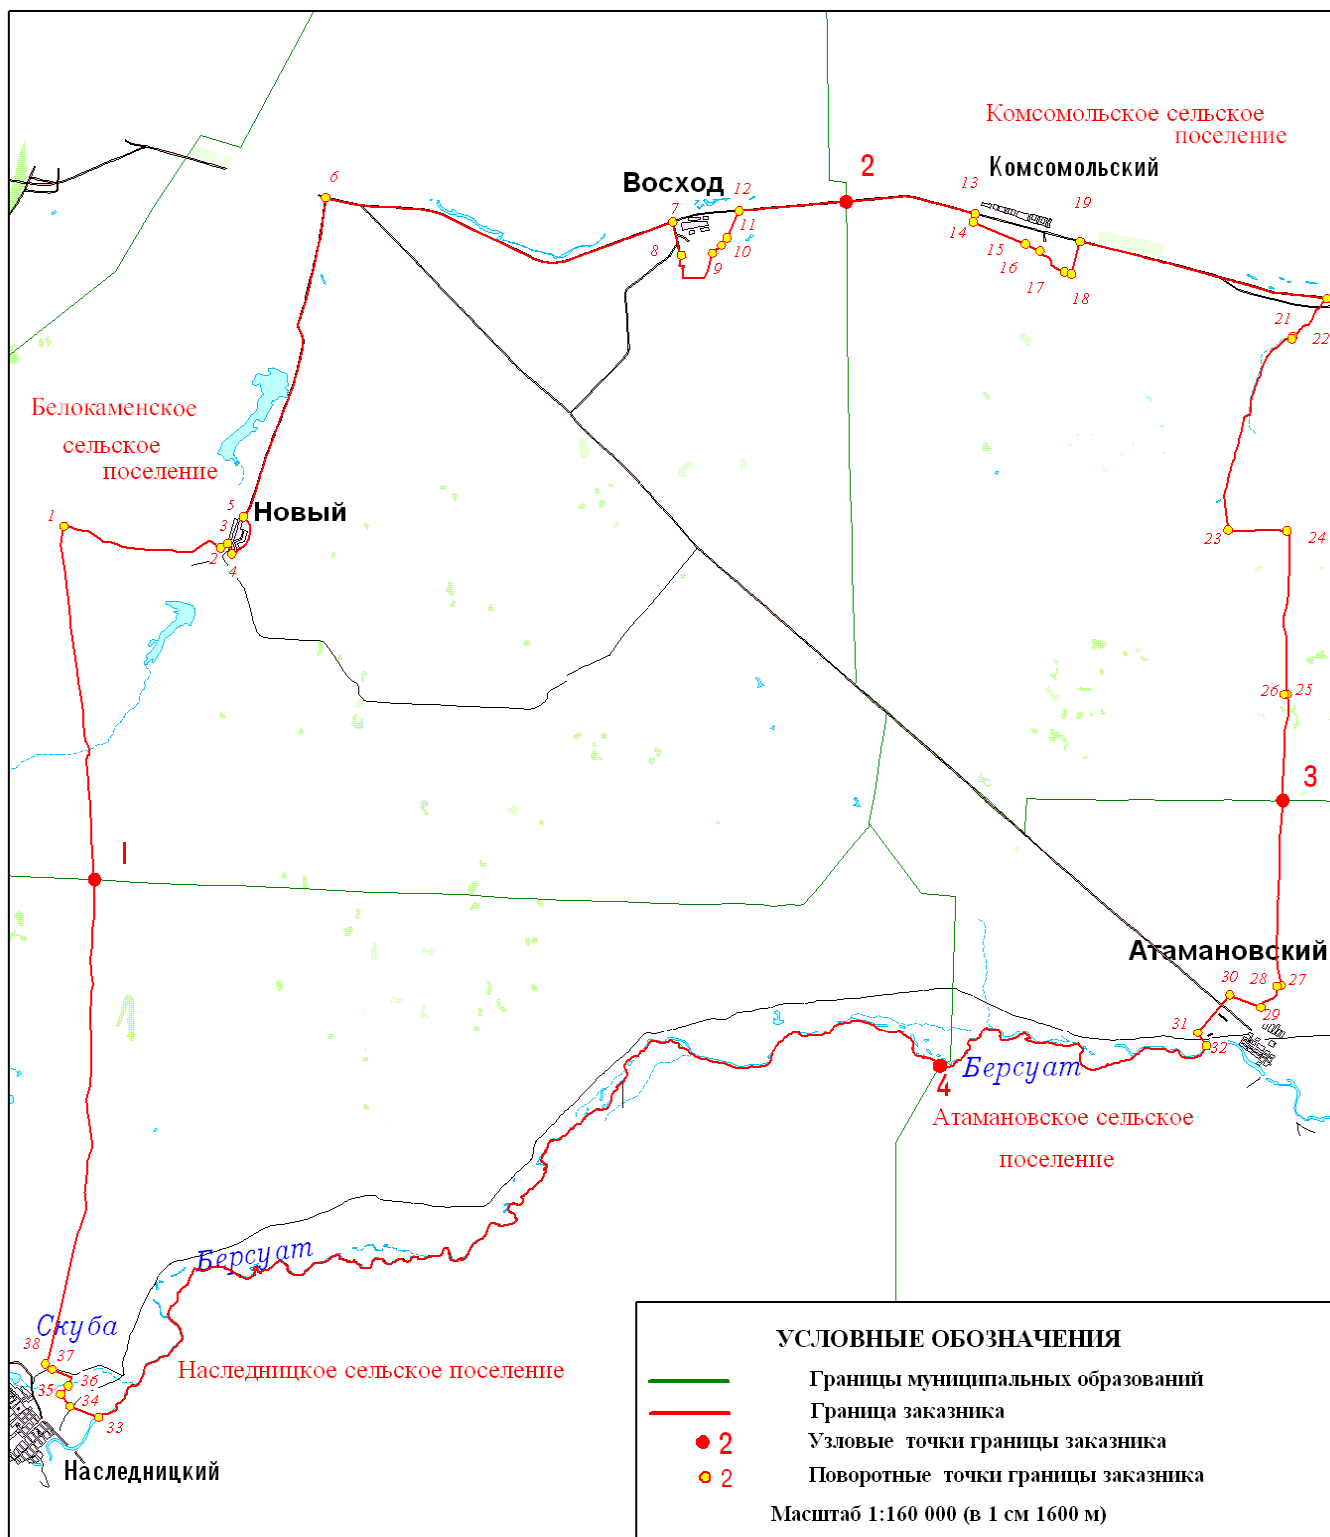 Комсомольское сельское
поселение
Комсомольский
2
Восход
6
12
13
19
7
11
14
8
10
15
9
16
17
18
21
22
Белокаменское
сельское
поселение
5
Новый
1
3
2
4
23
24
26
25
3
1
Атамановский
30
28
27
29
31
32
Берсуат
4
Атамановское сельское
поселение
Берсуат
Скуба
38
37
36
35
34
33
Наследницкое сельское поселение
Наследницкий
УСЛОВНЫЕ ОБОЗНАЧЕНИЯ
Границы муниципальных образований
Граница заказника
2 Узловые точки границы заказника
2 Поворотные точки границы заказника
Масштаб 1:160 000 (в 1 см 1600 м)